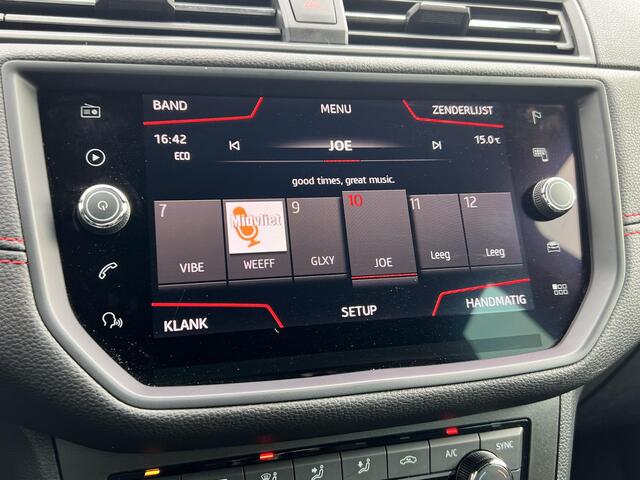 BAND
MENU
ZENDERLIJST
16:42
ECO
JOE
15.0°C
good times, great music.
7
VIBE
Midvliet
WEEFF
9
GLXY
10
JOE
11
Leeg
12
Leeg
KLANK
SETUP
HANDMATIG
A/C
SYNC